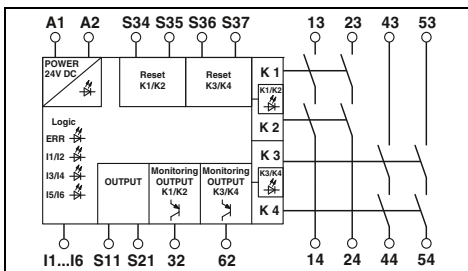 A1 A2 S34 S35 S36 S37 13 23 43 53
POWER
24V DC
Reset
K1/K2
Reset
K3/K4
K 1
K1/K2
K 2
Logic
ERR
I1/I2
I3/I4
I5/I6
K 3
OUTPUT
Monitoring
OUTPUT
K1/K2
Monitoring
OUTPUT
K3/K4
K3/K4
K 4
I1...I6 S11 S21 32 62 14 24 44 54